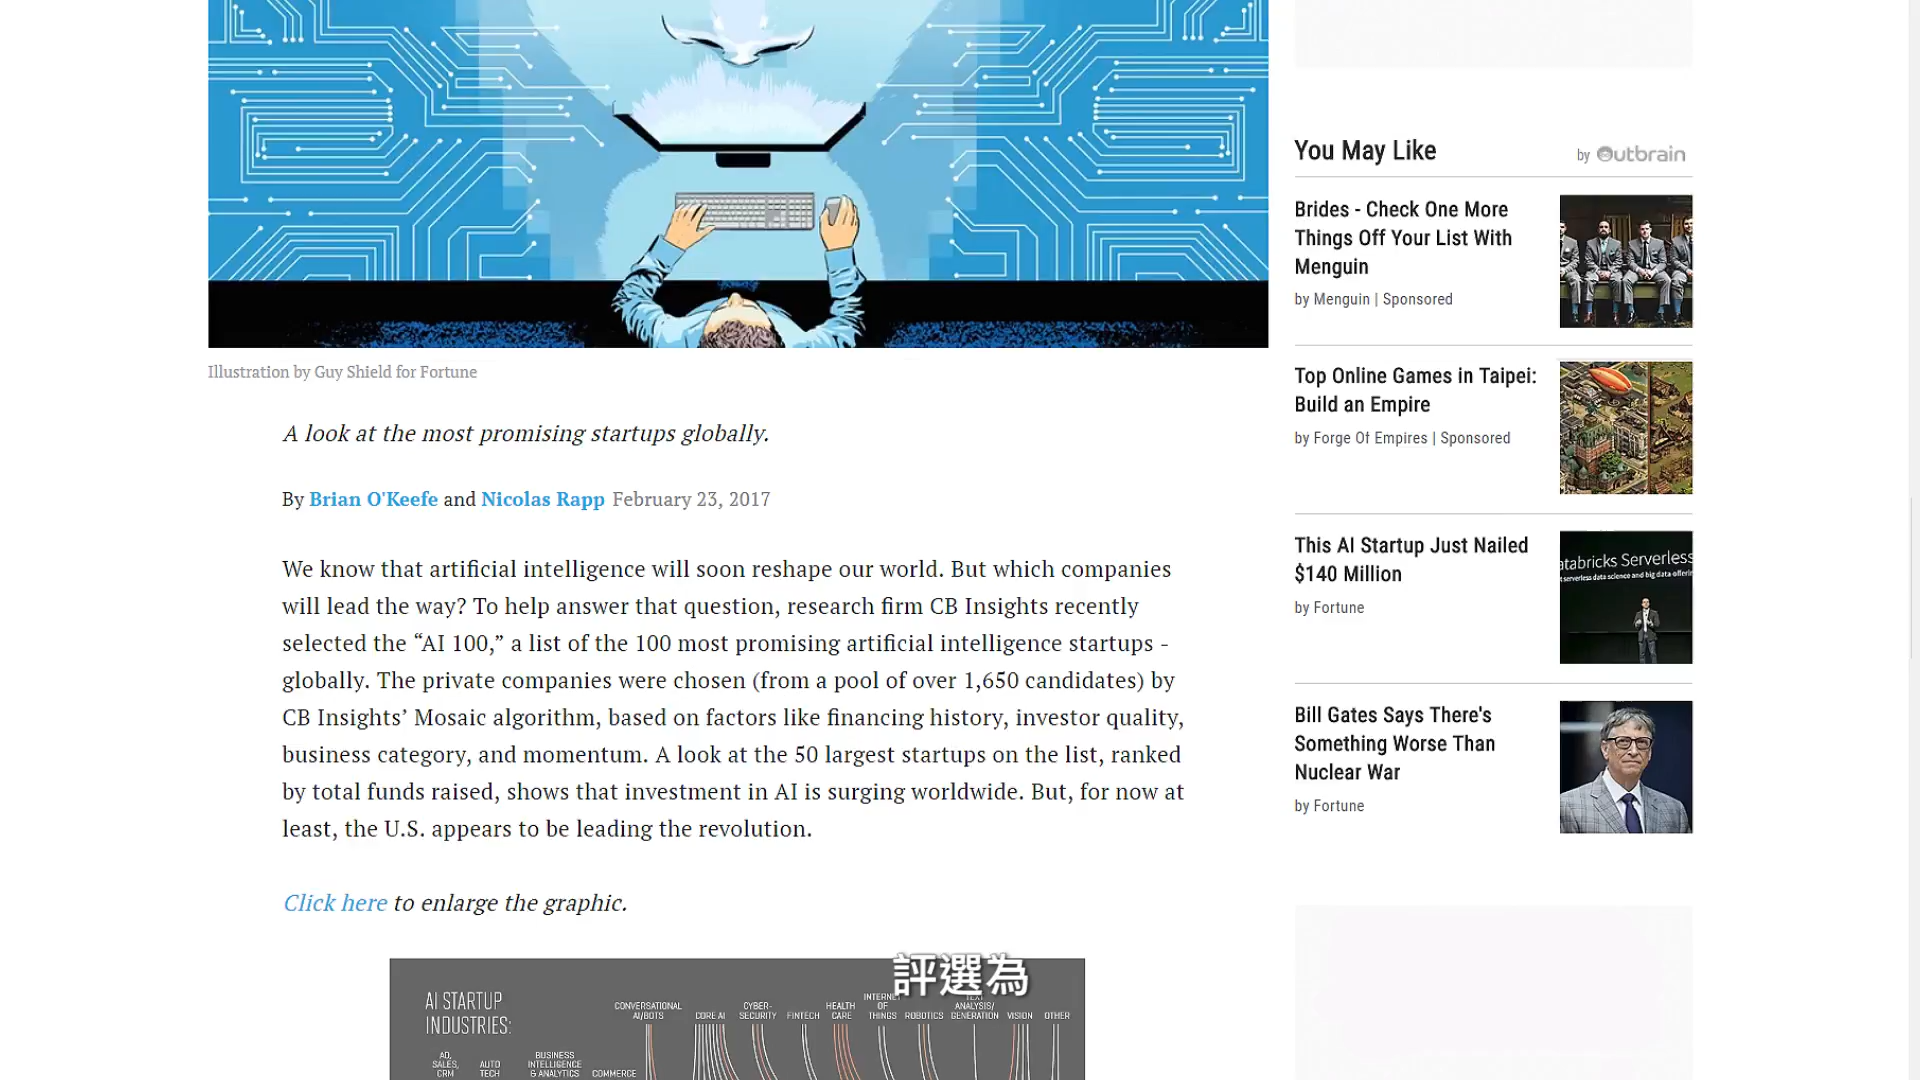 Illustration by Guy Shield for Fortune
A look at the most promising startups globally.
By Brian O'Keefe and Nicolas Rapp February 23, 2017
We know that artificial intelligence will soon reshape our world. But which companies
will lead the way? To help answer that question, research firm CB Insights recently
selected the “AI 100,” a list of the 100 most promising artificial intelligence startups -
globally. The private companies were chosen (from a pool of over 1,650 candidates) by
CB Insights’ Mosaic algorithm, based on factors like financing history, investor quality,
business category, and momentum. A look at the 50 largest startups on the list, ranked
by total funds raised, shows that investment in AI is surging worldwide. But, for now at
least, the U.S. appears to be leading the revolution.
Click here to enlarge the graphic.
AI STARTUP
INDUSTRIES:
AD,
SALES,
CRM
AUTO
TECH
BUSINESS
INTELLIGENCE
& ANALYTICS
COMMERCE
CONVERSATIONAL
AI/BOTS
CORE AI
CYBER-
SECURITY
FINTECH
HEALTH
CARE
OF
THINGS
ROBOTICS
ANALYSIS/
GENERATION
VISION
OTHER
評選為
You May Like
by Outbrain
Brides - Check One More
Things Off Your List With
Menguin
by Menguin | Sponsored
Top Online Games in Taipei:
Build an Empire
by Forge Of Empires | Sponsored
This AI Startup Just Nailed
$140 Million
by Fortune
atabricks Serverless
Bill Gates Says There's
Something Worse Than
Nuclear War
by Fortune